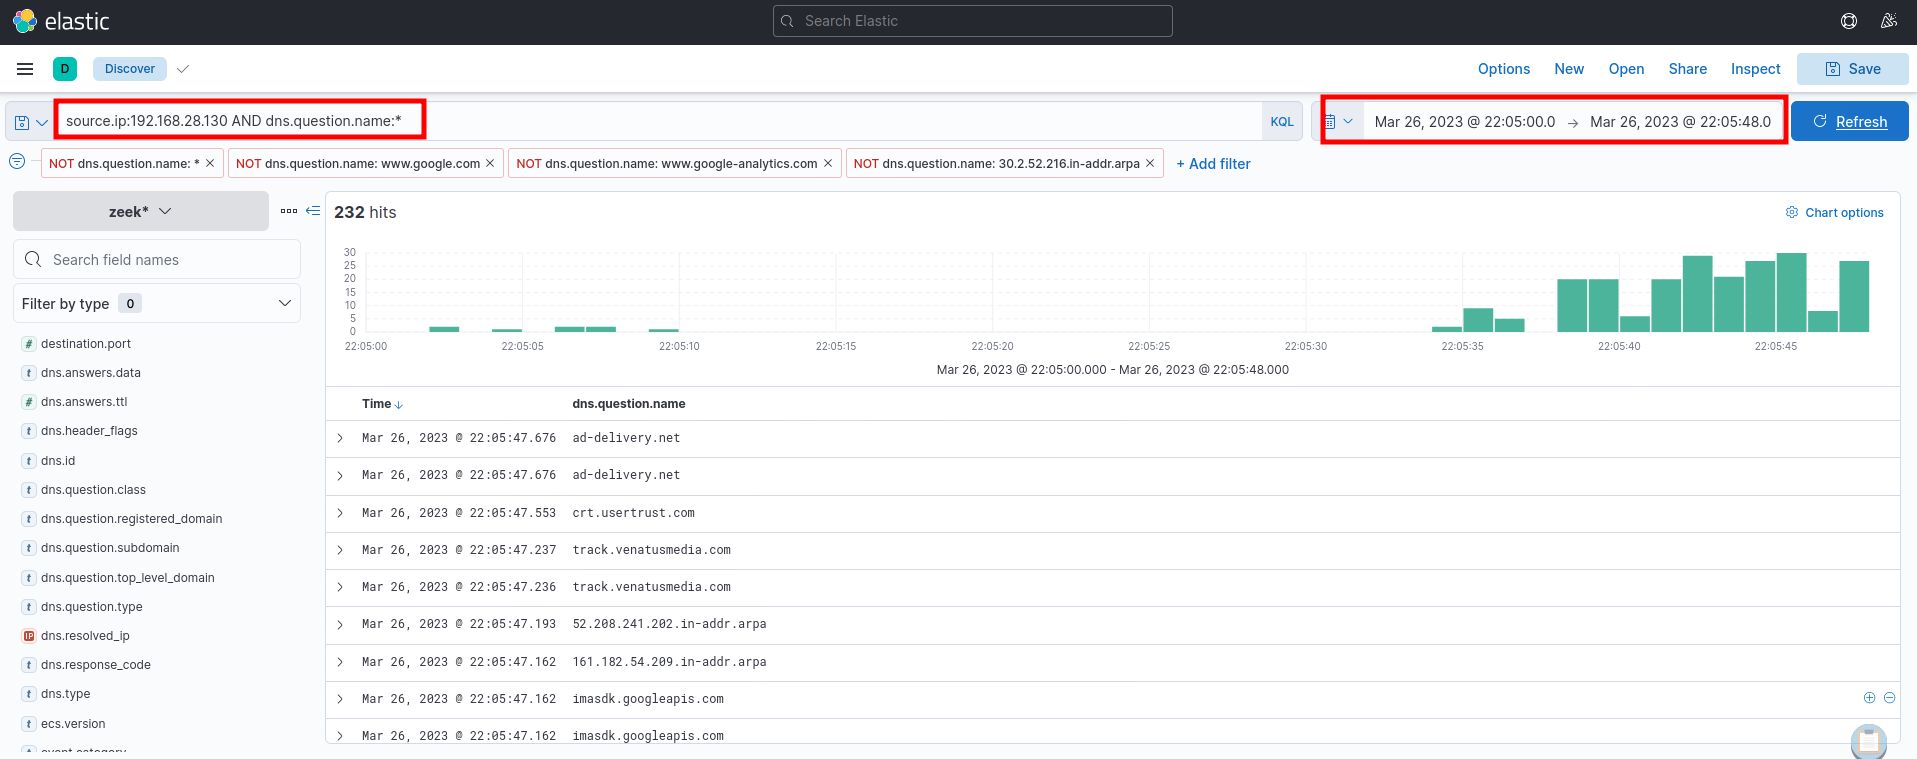 elastic
Search Elastic
D Discover
Options New Open Share Inspect Save
source.ip:192.168.28.130 AND dns.question.name:*
KQL
Mar 26, 2023 @ 22:05:00.0 → Mar 26, 2023 @ 22:05:48.0
Refresh
NOT dns.question.name: * × NOT dns.question.name: www.google.com × NOT dns.question.name: www.google-analytics.com × NOT dns.question.name: 30.2.52.216.in-addr.arpa × + Add filter
zeek*
Search field names
Filter by type 0
# destination.port
t dns.answers.data
# dns.answers.ttl
t dns.header_flags
t dns.id
t dns.question.class
t dns.question.registered_domain
t dns.question.subdomain
t dns.question.top_level_domain
t dns.question.type
IP dns.resolved_ip
t dns.response_code
t dns.type
t ecs.version
event.category
232 hits
Chart options
30
25
20
15
10
5
0
22:05:00 22:05:05 22:05:10 22:05:15 22:05:20 22:05:25 22:05:30 22:05:35 22:05:40 22:05:45
Mar 26, 2023 @ 22:05:00.000 - Mar 26, 2023 @ 22:05:48.000
Time↓ dns.question.name
Mar 26, 2023 @ 22:05:47.676 ad-delivery.net
Mar 26, 2023 @ 22:05:47.676 ad-delivery.net
Mar 26, 2023 @ 22:05:47.553 crt.usertrust.com
Mar 26, 2023 @ 22:05:47.237 track.venatusmedia.com
Mar 26, 2023 @ 22:05:47.236 track.venatusmedia.com
Mar 26, 2023 @ 22:05:47.193 52.208.241.202.in-addr.arpa
Mar 26, 2023 @ 22:05:47.162 161.182.54.209.in-addr.arpa
Mar 26, 2023 @ 22:05:47.162 imasdk.googleapis.com
Mar 26, 2023 @ 22:05:47.162 imasdk.googleapis.com